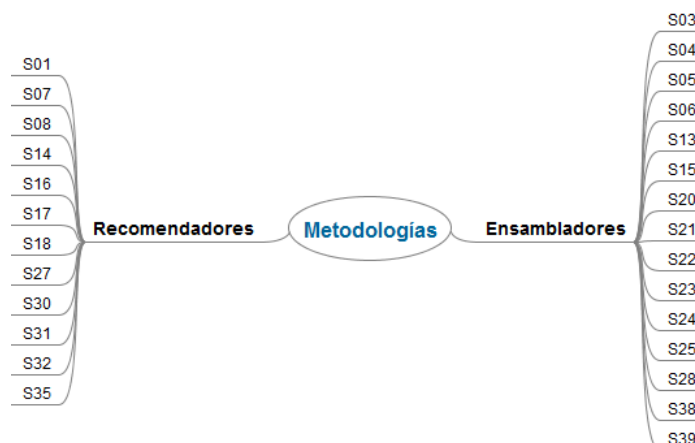 S01
S07
S08
S14
S16
S17
S18
S27
S30
S31
S32
S35
Recomendadores
Metodologías
Ensambladores
S03
S04
S05
S06
S13
S15
S20
S21
S22
S23
S24
S25
S28
S38
S39